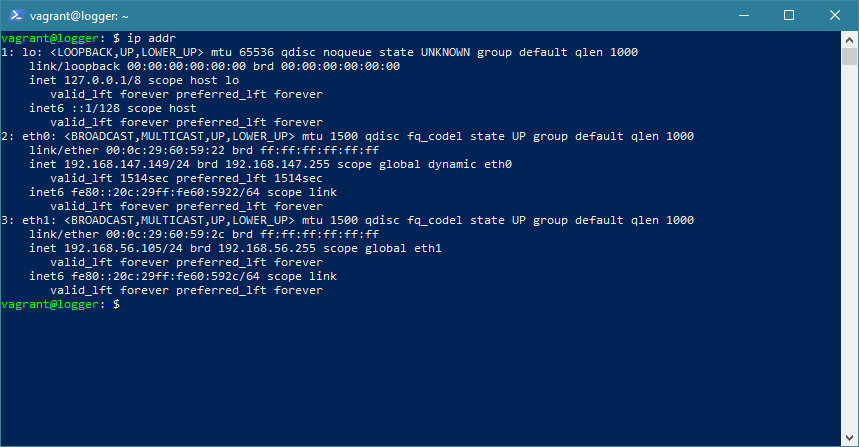 vagrant@logger: ~
vagrant@logger:~$ ip addr
1: lo: <LOOPBACK,UP,LOWER_UP> mtu 65536 qdisc noqueue state UNKNOWN group default qlen 1000
    link/loopback 00:00:00:00:00:00 brd 00:00:00:00:00:00
    inet 127.0.0.1/8 scope host lo
       valid_lft forever preferred_lft forever
    inet6 ::1/128 scope host
       valid_lft forever preferred_lft forever
2: eth0: <BROADCAST,MULTICAST,UP,LOWER_UP> mtu 1500 qdisc fq_codel state UP group default qlen 1000
    link/ether 00:0c:29:60:59:22 brd ff:ff:ff:ff:ff:ff
    inet 192.168.147.149/24 brd 192.168.147.255 scope global dynamic eth0
       valid_lft 1514sec preferred_lft 1514sec
    inet6 fe80::20c:29ff:fe60:5922/64 scope link
       valid_lft forever preferred_lft forever
3: eth1: <BROADCAST,MULTICAST,UP,LOWER_UP> mtu 1500 qdisc fq_codel state UP group default qlen 1000
    link/ether 00:0c:29:60:59:2c brd ff:ff:ff:ff:ff:ff
    inet 192.168.56.105/24 brd 192.168.56.255 scope global eth1
       valid_lft forever preferred_lft forever
    inet6 fe80::20c:29ff:fe60:592c/64 scope link
       valid_lft forever preferred_lft forever
vagrant@logger:~$